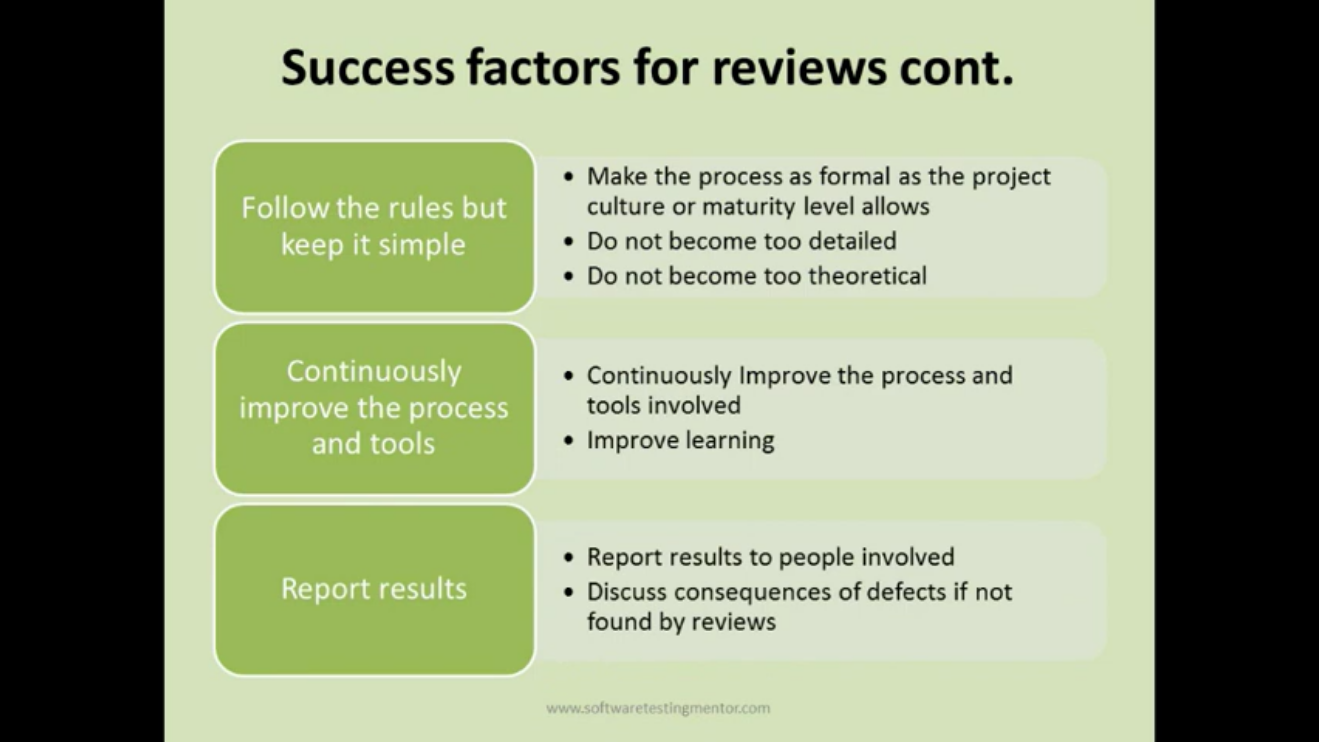 Success factors for reviews cont.
Follow the rules but
keep it simple
• Make the process as formal as the project
culture or maturity level allows
• Do not become too detailed
• Do not become too theoretical
Continuously
improve the process
and tools
• Continuously Improve the process and
tools involved
• Improve learning
Report results
• Report results to people involved
• Discuss consequences of defects if not
found by reviews
www.softwaretestingmentor.com